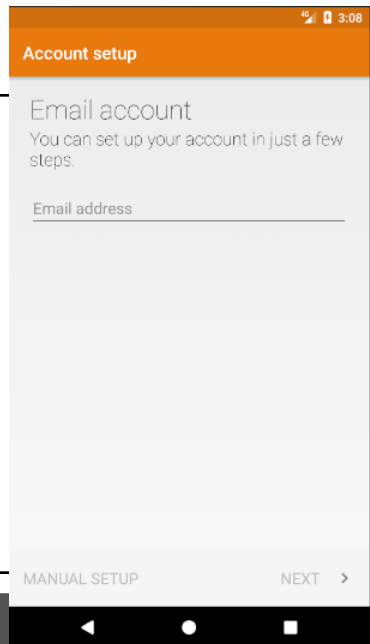 4G 3:08
Account setup
Email account
You can set up your account in just a few
steps.
Email address
MANUAL SETUP NEXT